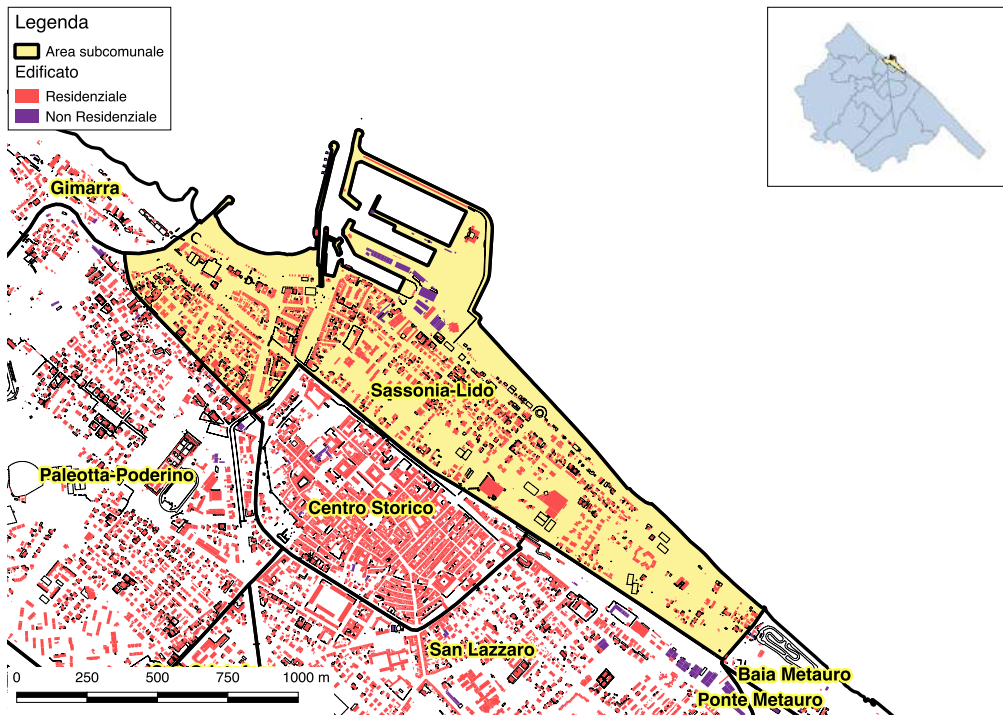 Legenda
Area subcomunale
Edificato
Residenziale
Non Residenziale
Gimarra
Sassonia-Lido
Paleotta-Poderino
Centro Storico
San Lazzaro
Baia Metauro
Ponte Metauro
0 250 500 750 1000 m